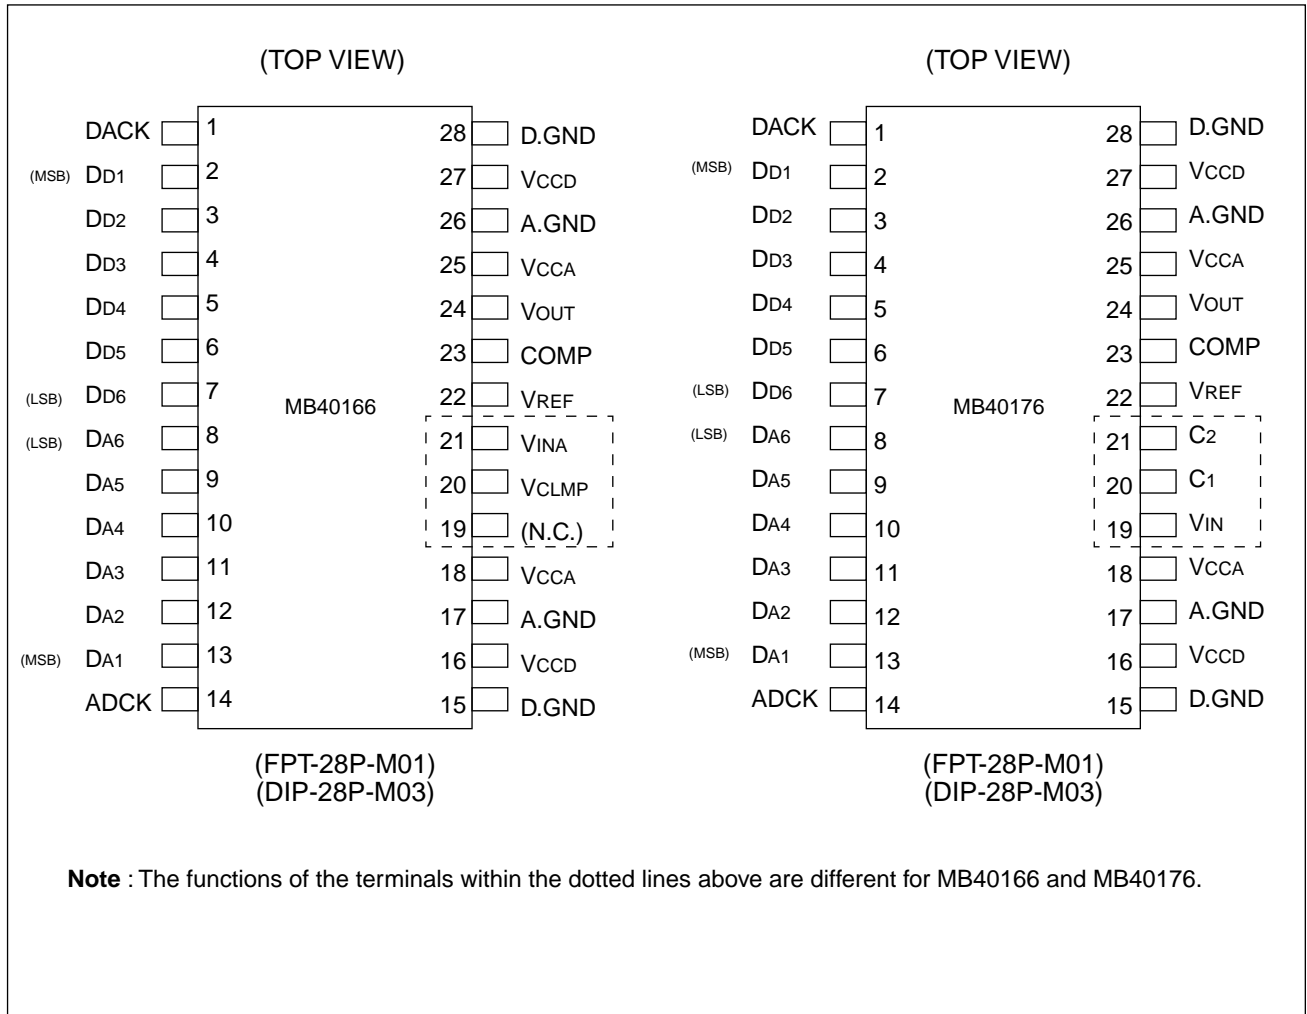 (TOP VIEW)
DACK 1 28 D.GND
(MSB) DD1 2 27 VCCD
DD2 3 26 A.GND
DD3 4 25 VCCA
DD4 5 24 VOUT
DD5 6 23 COMP
(LSB) DD6 7 22 VREF
MB40166
(LSB) DA6 8 21 VINA
DA5 9 20 VCLMP
DA4 10 19 (N.C.)
DA3 11 18 VCCA
DA2 12 17 A.GND
(MSB) DA1 13 16 VCCD
ADCK 14 15 D.GND
(FPT-28P-M01)
(DIP-28P-M03)
(TOP VIEW)
DACK 1 28 D.GND
(MSB) DD1 2 27 VCCD
DD2 3 26 A.GND
DD3 4 25 VCCA
DD4 5 24 VOUT
DD5 6 23 COMP
(LSB) DD6 7 22 VREF
MB40176
(LSB) DA6 8 21 C2
DA5 9 20 C1
DA4 10 19 VIN
DA3 11 18 VCCA
DA2 12 17 A.GND
(MSB) DA1 13 16 VCCD
ADCK 14 15 D.GND
(FPT-28P-M01)
(DIP-28P-M03)
Note : The functions of the terminals within the dotted lines above are different for MB40166 and MB40176.